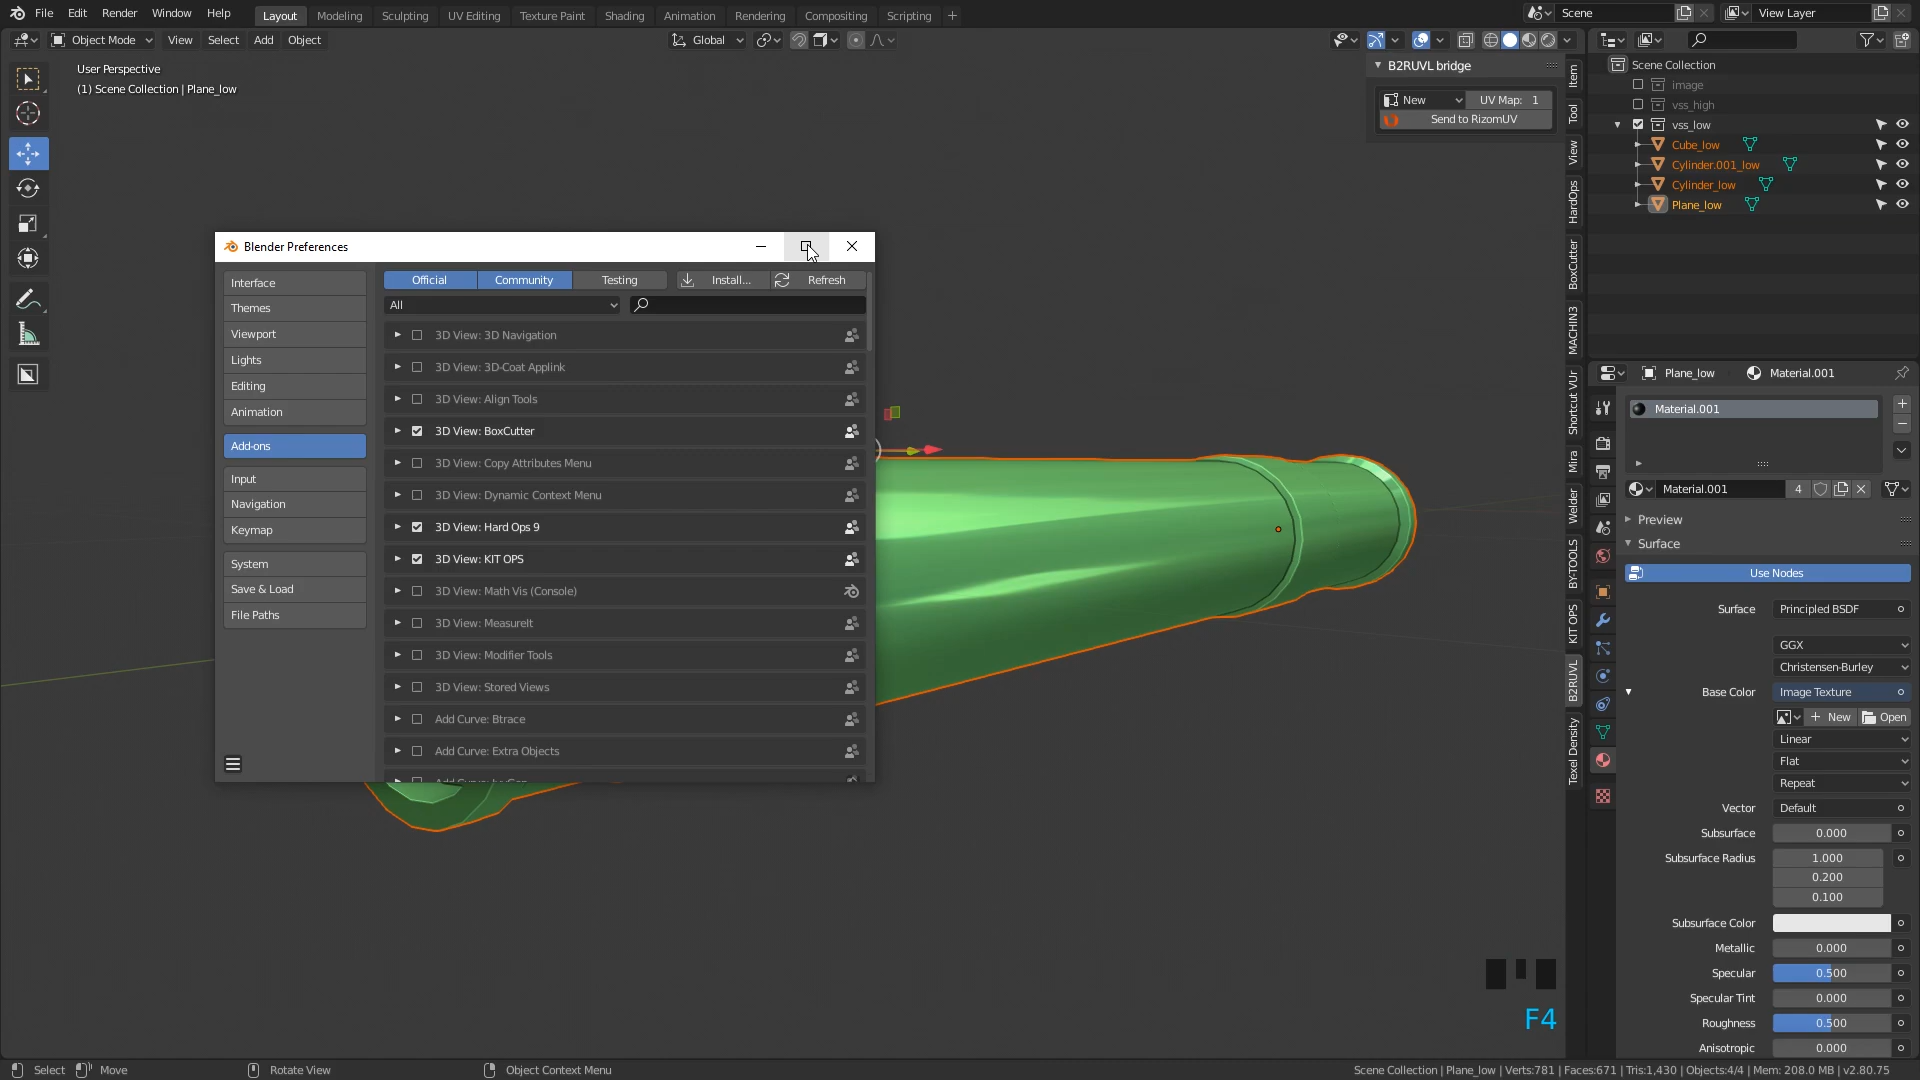 File Edit Render Window Help
Layout Modeling Sculpting UV Editing Texture Paint Shading Animation Rendering Compositing Scripting +
Scene
View Layer
Object Mode View Select Add Object
Global
User Perspective
(1) Scene Collection | Plane_low
B2RUVL bridge
New
UV Map: 1
Send to RizomUV
Item
Tool
View
HardOps
BoxCutter
MACHIN3
Shortcut VUr
Mira
Welder
BY-TOOLS
KIT OPS
B2RUVL
Texel Density
Scene Collection
image
vss_high
vss_low
Cube_low
Cylinder.001_low
Cylinder_low
Plane_low
Blender Preferences
Interface
Themes
Viewport
Lights
Editing
Animation
Add-ons
Input
Navigation
Keymap
System
Save & Load
File Paths
Official Community Testing Install... Refresh
All
3D View: 3D Navigation
3D View: 3D-Coat Applink
3D View: Align Tools
3D View: BoxCutter
3D View: Copy Attributes Menu
3D View: Dynamic Context Menu
3D View: Hard Ops 9
3D View: KIT OPS
3D View: Math Vis (Console)
3D View: MeasureIt
3D View: Modifier Tools
3D View: Stored Views
Add Curve: Btrace
Add Curve: Extra Objects
Plane_low Material.001
Material.001
Material.001 4
Preview
Surface
Use Nodes
Surface Principled BSDF
GGX
Christensen-Burley
Base Color Image Texture
New Open
Linear
Flat
Repeat
Vector Default
Subsurface 0.000
Subsurface Radius 1.000
0.200
0.100
Subsurface Color
Metallic 0.000
Specular 0.500
Specular Tint 0.000
Roughness 0.500
Anisotropic 0.000
F4
Select Move Rotate View Object Context Menu
Scene Collection | Plane_low | Verts:781 | Faces:671 | Tris:1,430 | Objects:4/4 | Mem: 208.0 MB | v2.80.75